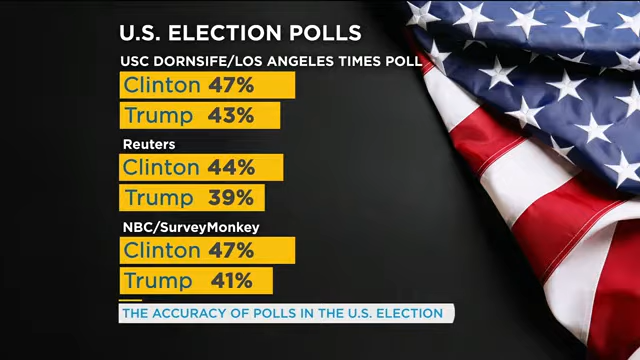 U.S. ELECTION POLLS
USC DORNSIFE/LOS ANGELES TIMES POLL
Clinton 47%
Trump 43%
Reuters
Clinton 44%
Trump 39%
NBC/SurveyMonkey
Clinton 47%
Trump 41%
THE ACCURACY OF POLLS IN THE U.S. ELECTION